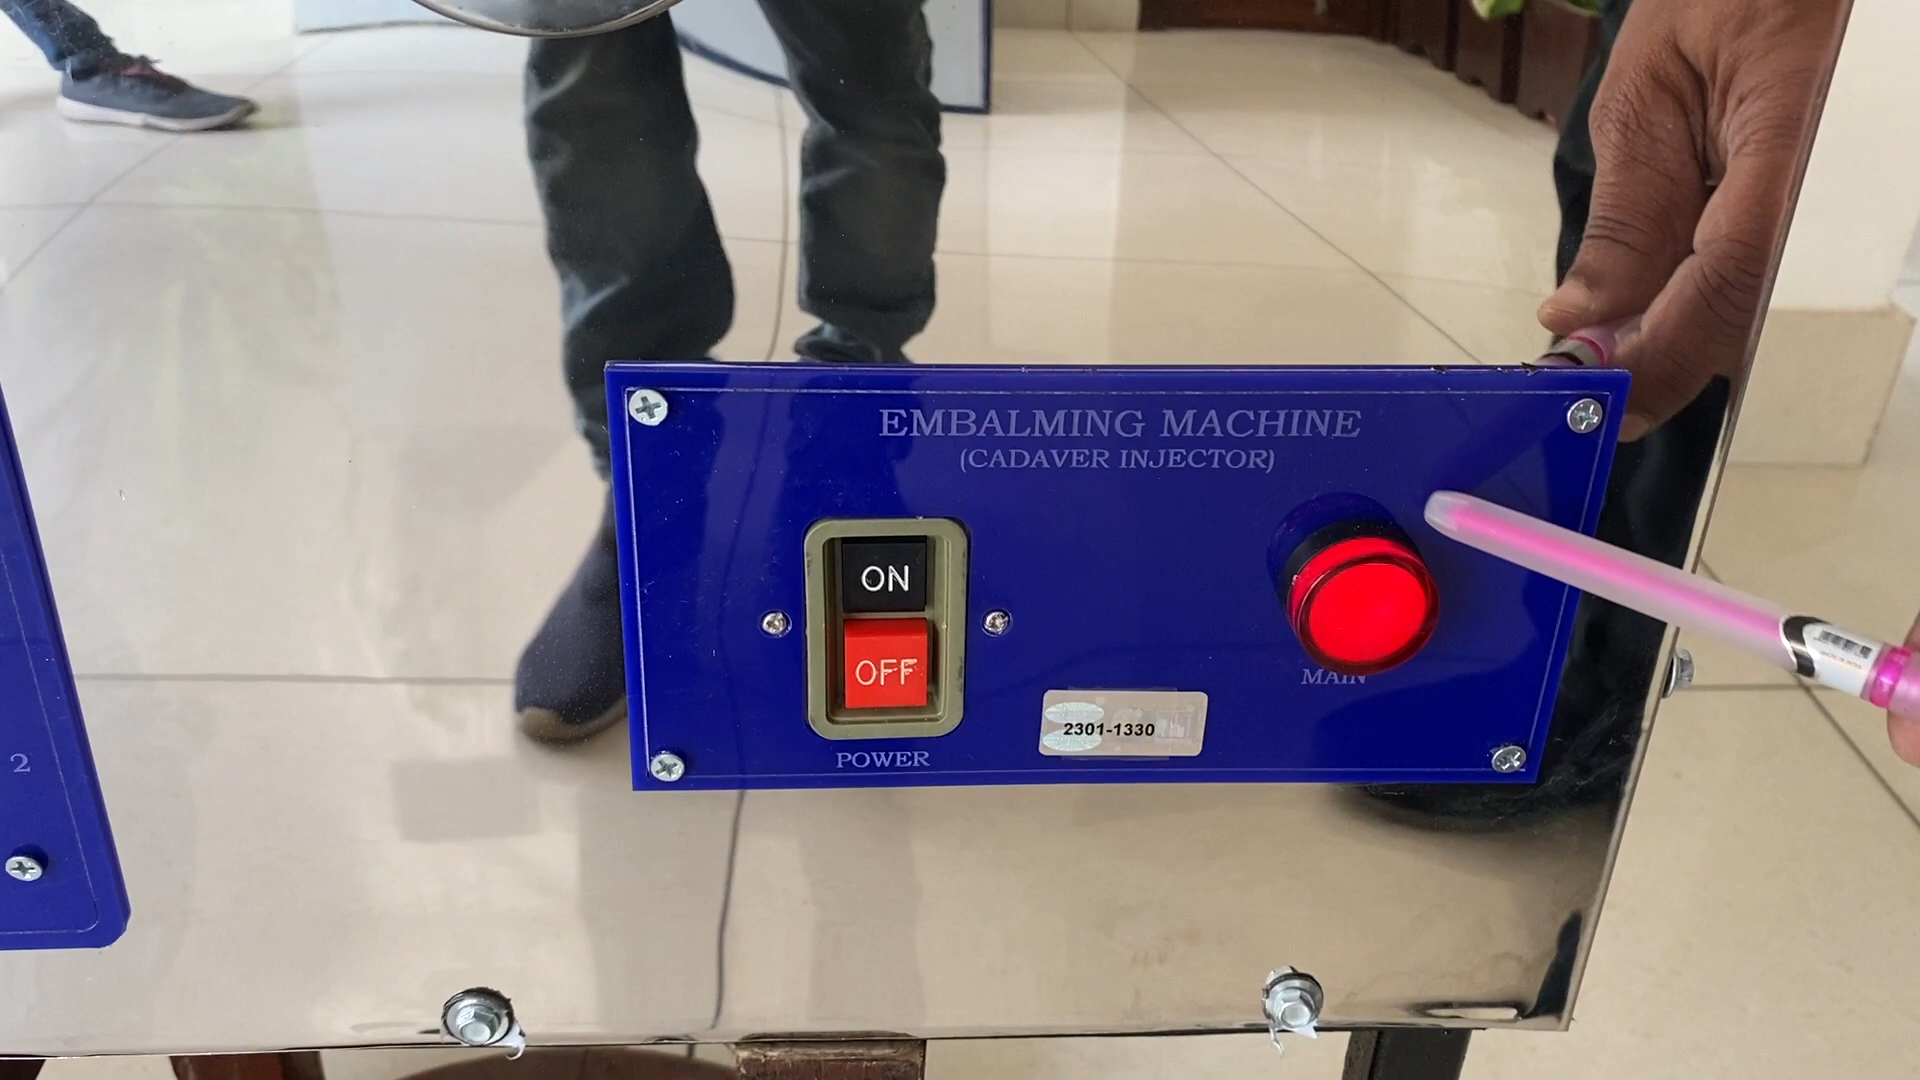 EMBALMING MACHINE
(CADAVER INJECTOR)
ON
OFF
MAIN
2301-1330
POWER
2